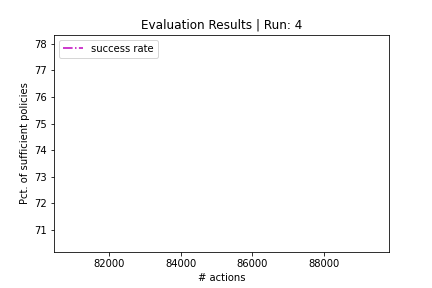 Evaluation Results | Run: 4
success rate
Pct. of sufficient policies
78
77
76
75
74
73
72
71
82000 84000 86000 88000
# actions